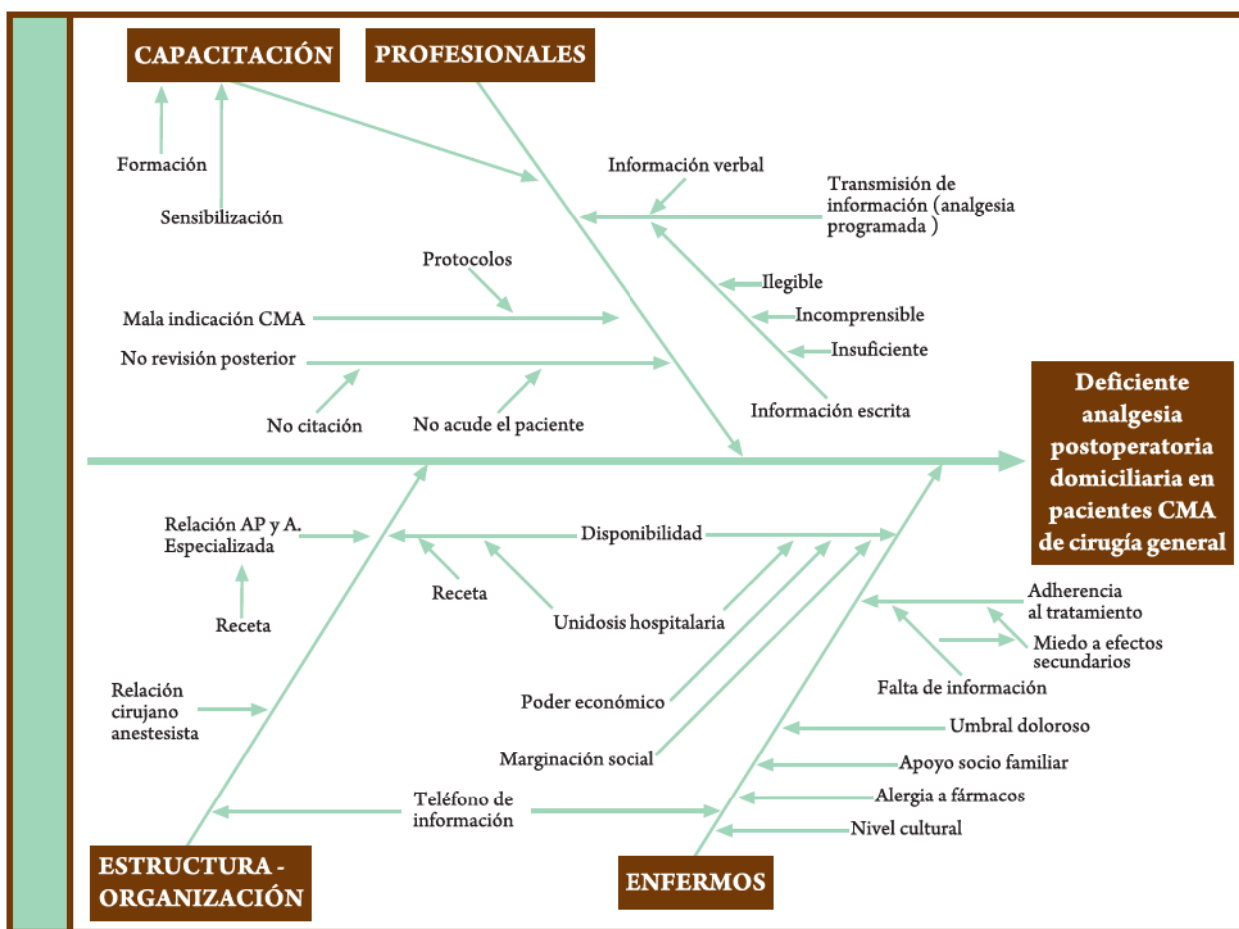 CAPACITACIÓN
PROFESIONALES
Formación
Sensibilización
Información verbal
Transmisión de
información (analgesia
programada )
Protocolos
Ilegible
Mala indicación CMA
Incomprensible
Insuficiente
No revisión posterior
No citación
No acude el paciente
Información escrita
Deficiente
analgesia
postoperatoria
domiciliaria en
pacientes CMA
de cirugía general
Relación AP y A.
Especializada
Disponibilidad
Receta
Receta
Unidosis hospitalaria
Adherencia
al tratamiento
Miedo a efectos
secundarios
Falta de información
Relación
cirujano
anestesista
Poder económico
Umbral doloroso
Marginación social
Apoyo socio familiar
Teléfono de
información
Alergia a fármacos
Nivel cultural
ESTRUCTURA -
ORGANIZACIÓN
ENFERMOS